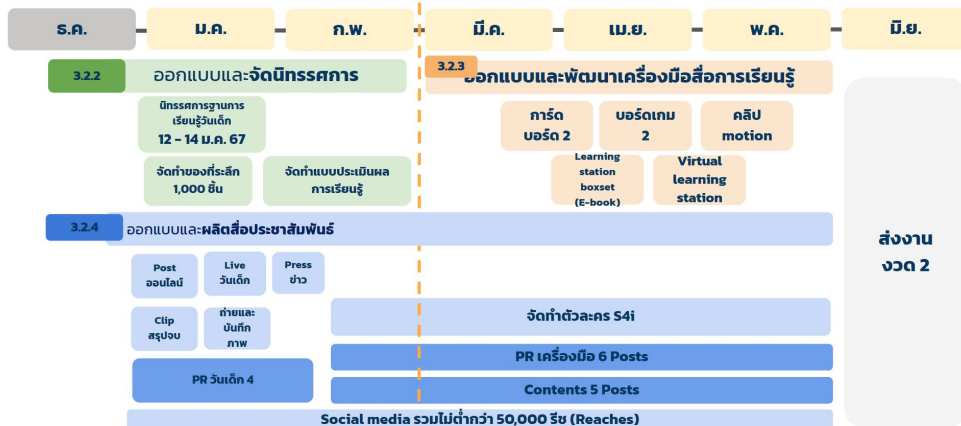 ธ.ค.
ม.ค.
ก.พ.
มี.ค.
เม.ย.
พ.ค.
มิ.ย.
3.2.2
ออกแบบและจัดนิทรรศการ
3.2.3
ออกแบบและพัฒนาเครื่องมือสื่อการเรียนรู้
นิทรรศการฐานการ
เรียนรู้วันเด็ก
12 - 14 ม.ค. 67
การ์ด
บอร์ด 2
บอร์ดเกม
2
คลิป
motion
จัดทำของที่ระลึก
1,000 ชิ้น
จัดทำแบบประเมินผล
การเรียนรู้
Learning
station
boxset
(E-book)
Virtual
learning
station
3.2.4
ออกแบบและผลิตสื่อประชาสัมพันธ์
ส่งงาน
งวด 2
Post
ออนไลน์
Live
วันเด็ก
Press
ข่าว
Clip
สรุปจบ
ถ่ายและ
บันทึก
ภาพ
จัดทำตัวละคร S4i
PR วันเด็ก 4
PR เครื่องมือ 6 Posts
Contents 5 Posts
Social media รวมไม่ต่ำกว่า 50,000 รีช (Reaches)